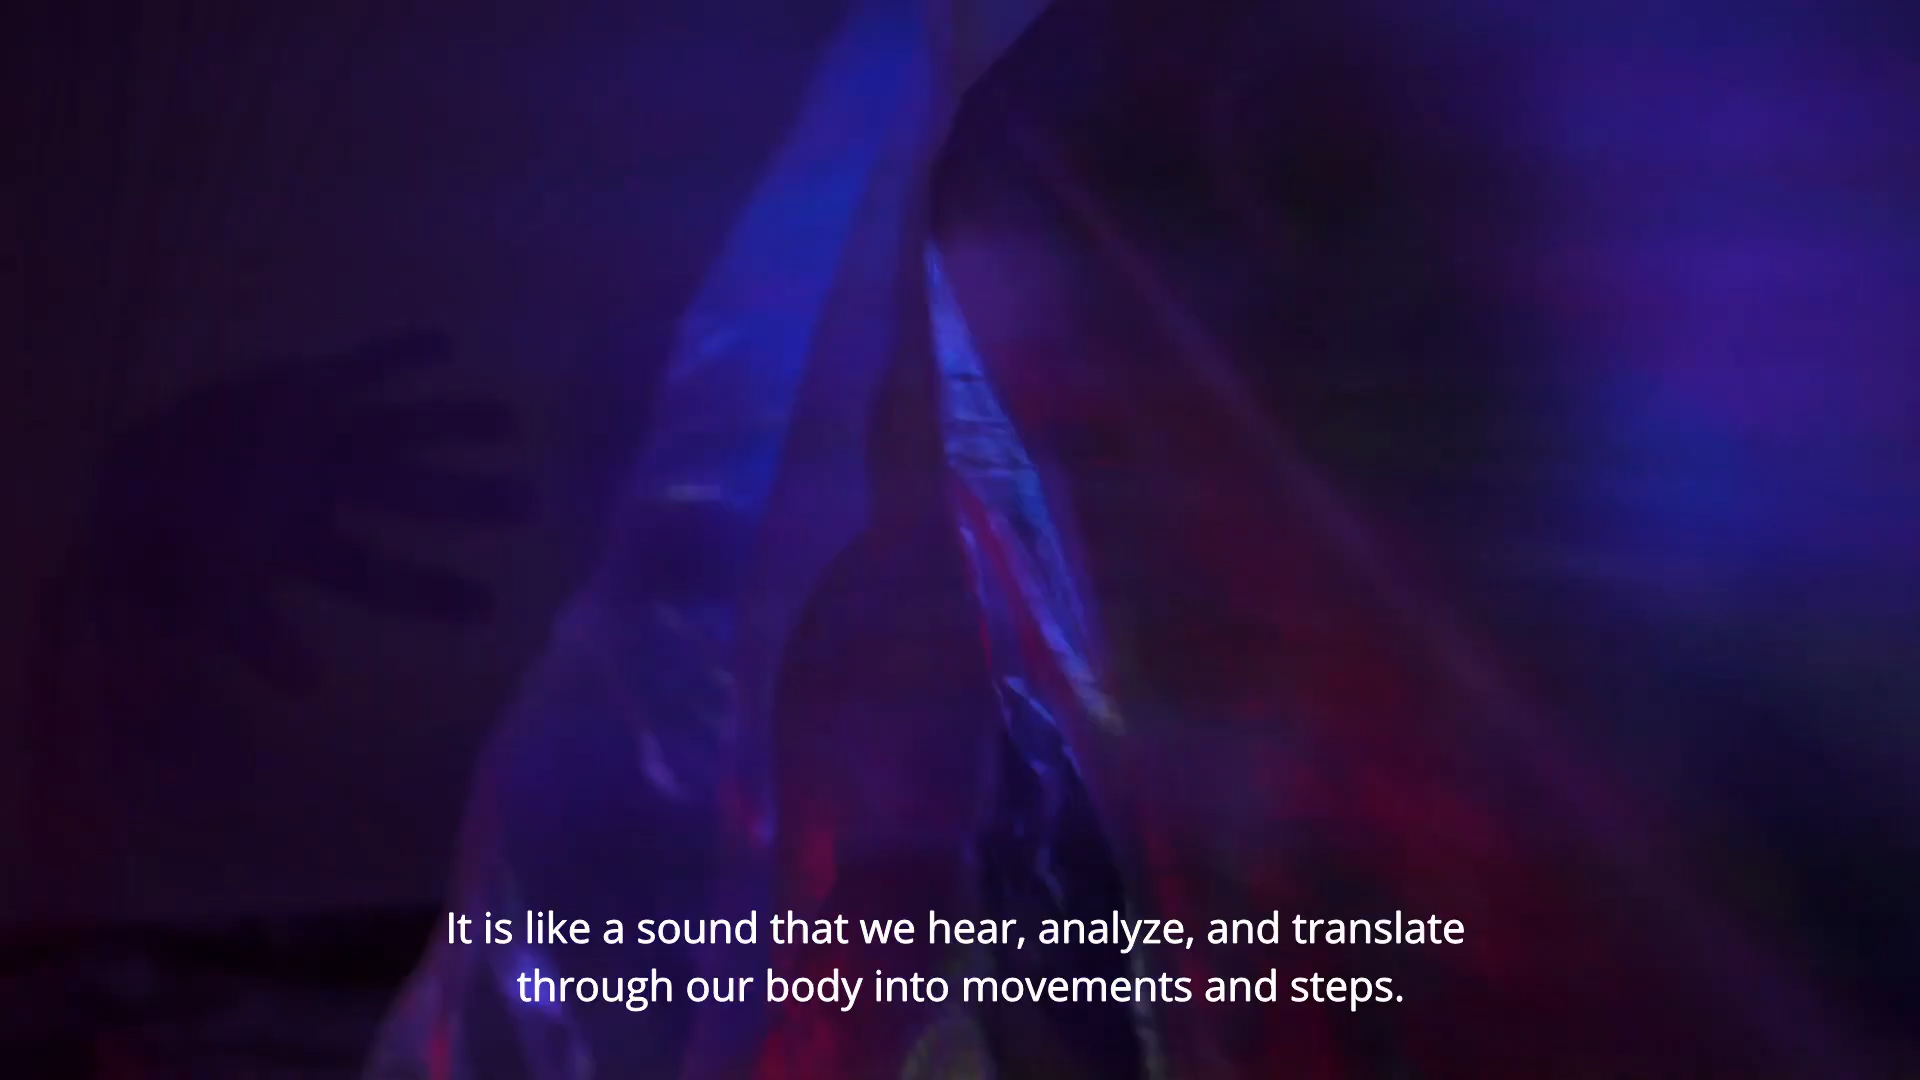 It is like a sound that we hear, analyze, and translate
through our body into movements and steps.